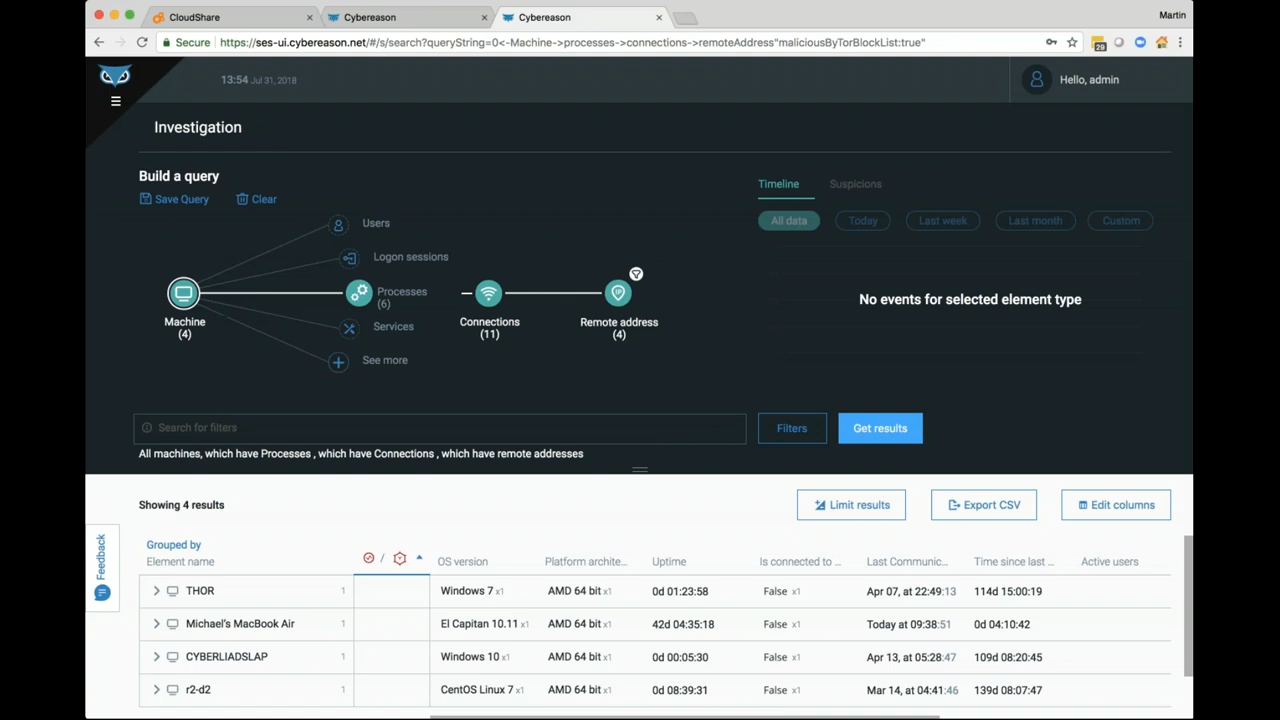 CloudShare
Cybereason
Cybereason
Martin
Secure https://ses-ui.cybereason.net/#/s/search?queryString=0<-Machine->processes->connections->remoteAddress"maliciousByTorBlockList:true"
29
13:54 Jul 31, 2018
Hello, admin
Investigation
Build a query
Save Query Clear
Timeline Suspicions
All data Today Last week Last month Custom
Users
Logon sessions
Processes
(6)
IP
Machine
(4)
Connections
(11)
Remote address
(4)
Services
See more
No events for selected element type
Search for filters
Filters
Get results
All machines, which have Processes , which have Connections , which have remote addresses
Showing 4 results
Limit results
Export CSV
Edit columns
Feedback
Grouped by
Element name / OS version Platform archite... Uptime Is connected to ... Last Communic... Time since last ... Active users
THOR 1 Windows 7 x1 AMD 64 bit x1 0d 01:23:58 False x1 Apr 07, at 22:49:13 114d 15:00:19
Michael's MacBook Air 1 El Capitan 10.11 x1 AMD 64 bit x1 42d 04:35:18 False x1 Today at 09:38:51 0d 04:10:42
CYBERLIADSLAP 1 Windows 10 x1 AMD 64 bit x1 0d 00:05:30 False x1 Apr 13, at 05:28:47 109d 08:20:45
r2-d2 1 CentOS Linux 7 x1 AMD 64 bit x1 0d 08:39:31 False x1 Mar 14, at 04:41:46 139d 08:07:47